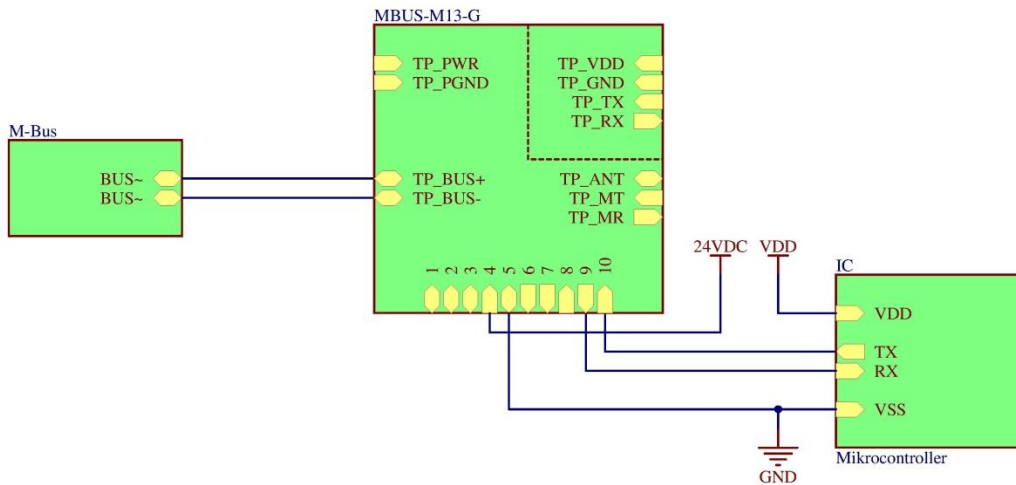 MBUS-M13-G
TP_PWR
TP_PGND
TP_BUS+
TP_BUS-
TP_VDD
TP_GND
TP_TX
TP_RX
TP_ANT
TP_MT
TP_MR
1 2 3 4 5 6 7 8 9 10
M-Bus
BUS~
BUS~
24VDC
VDD
IC
VDD
TX
RX
VSS
Mikrocontroller
GND